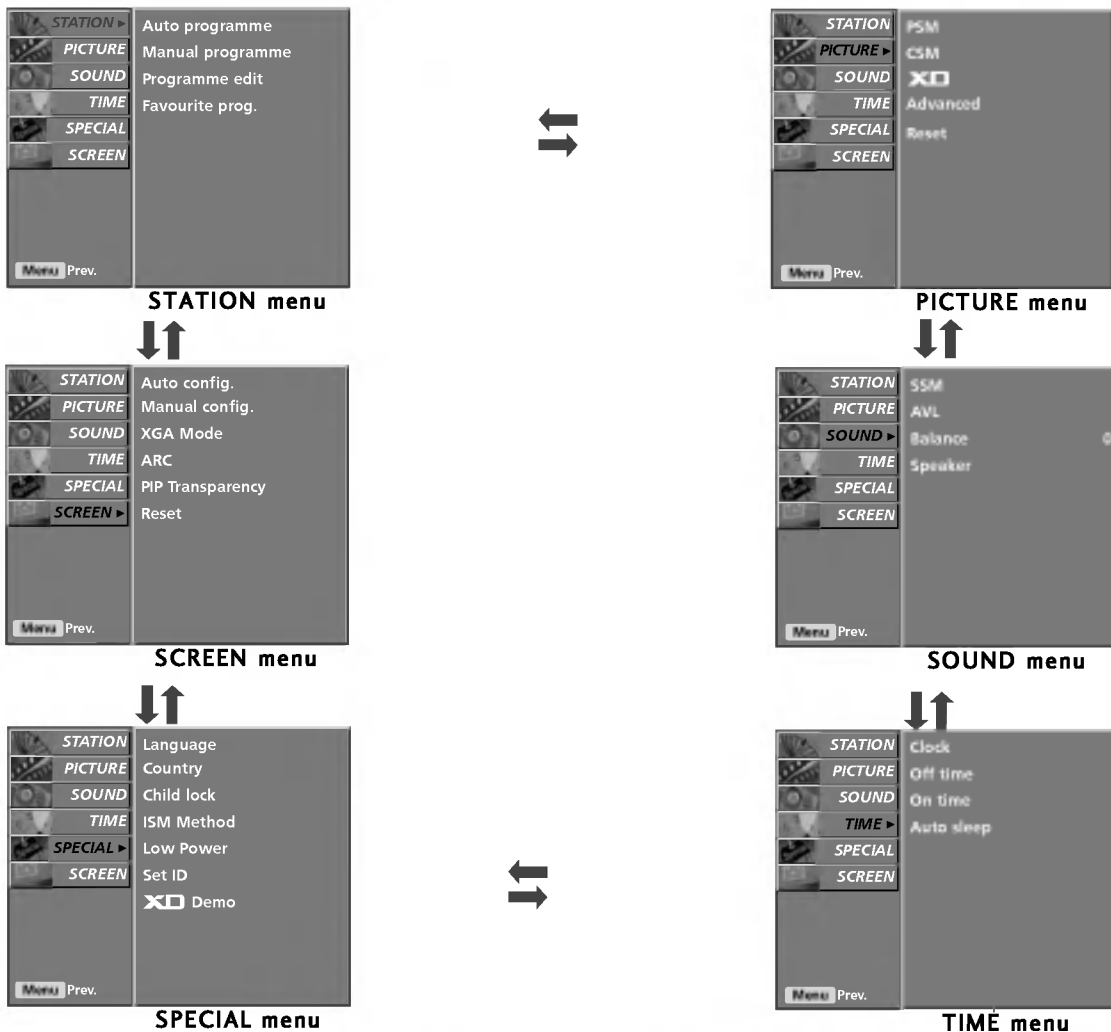 STATION ▸ Auto programme
PICTURE Manual programme
SOUND Programme edit
TIME Favourite prog.
SPECIAL
SCREEN
Menu Prev.
STATION menu
STATION PSM
PICTURE ▸ CSM
SOUND XD
TIME Advanced
SPECIAL Reset
SCREEN
Menu Prev.
PICTURE menu
STATION Auto config.
PICTURE Manual config.
SOUND XGA Mode
TIME ARC
SPECIAL PIP Transparency
SCREEN ▸ Reset
Menu Prev.
SCREEN menu
STATION SSM
PICTURE AVL
SOUND ▸ Balance 0
TIME Speaker
SPECIAL
SCREEN
Menu Prev.
SOUND menu
STATION Language
PICTURE Country
SOUND Child lock
TIME ISM Method
SPECIAL ▸ Low Power
SCREEN Set ID
XD Demo
Menu Prev.
SPECIAL menu
STATION Clock
PICTURE Off time
SOUND On time
TIME ▸ Auto sleep
SPECIAL
SCREEN
Menu Prev.
TIME menu